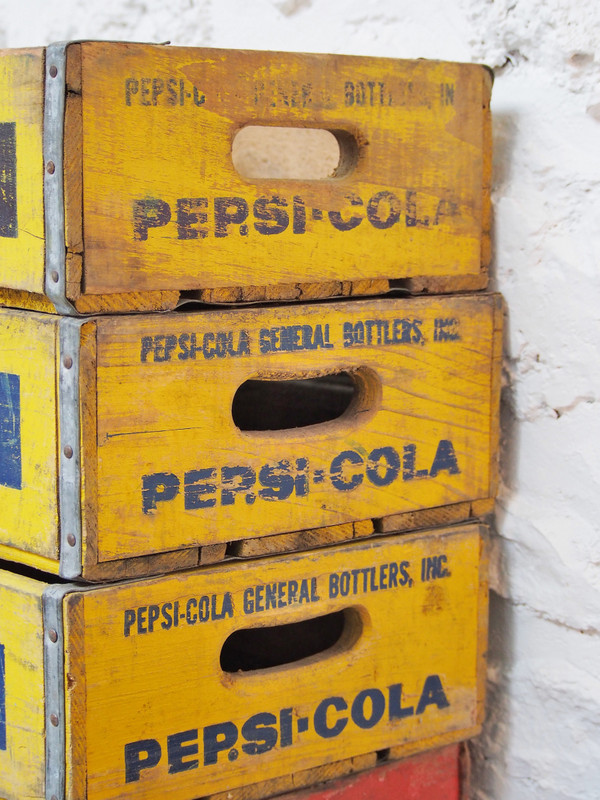 PEPSI-C GENERAL BOTTLERS, IN
PEPSI·COLA
PEPSI-COLA GENERAL BOTTLERS, INC.
PEPSI·COLA
PEPSI-COLA GENERAL BOTTLERS, INC.
PEPSI·COLA